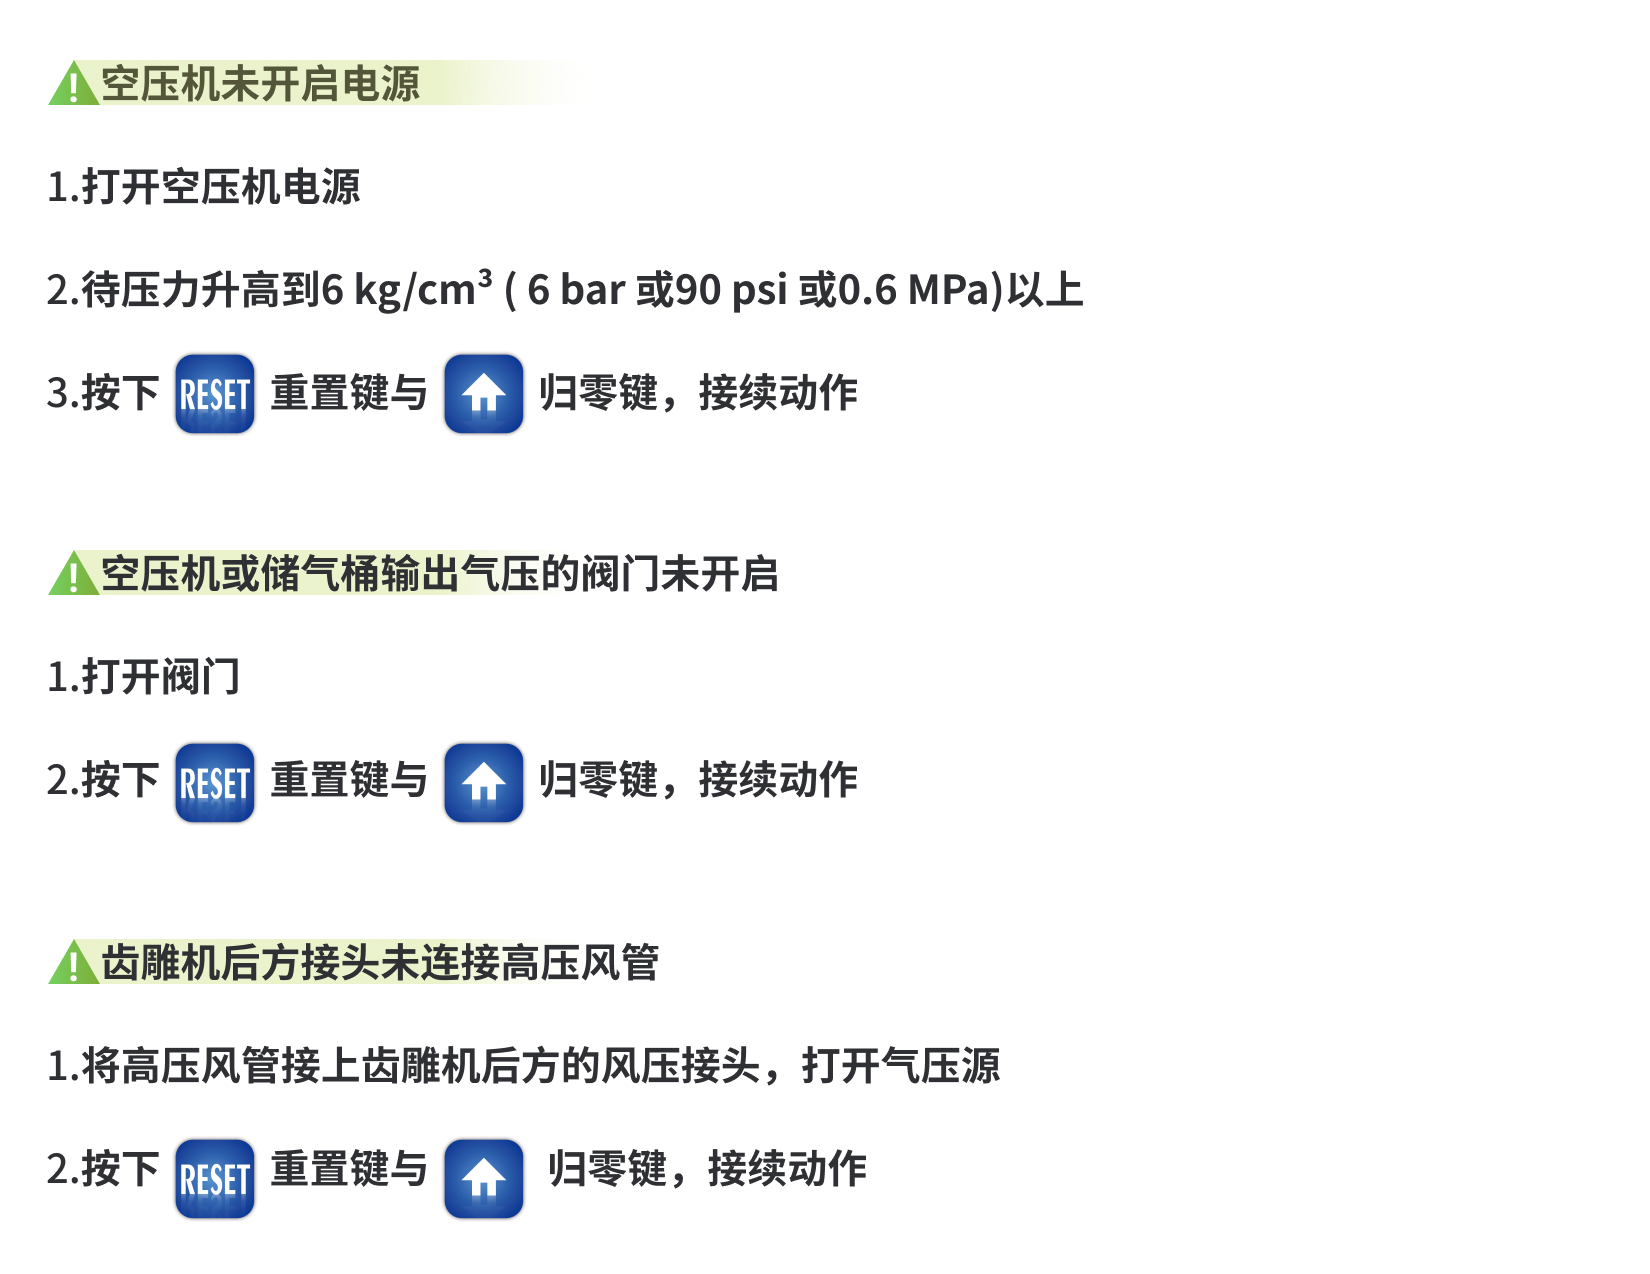 空压机未开启电源
1.打开空压机电源
2.待压力升高到6 kg/cm³ ( 6 bar 或90 psi 或0.6 MPa)以上
3.按下 RESET 重置键与 归零键，接续动作
空压机或储气桶输出气压的阀门未开启
1.打开阀门
2.按下 RESET 重置键与 归零键，接续动作
齿雕机后方接头未连接高压风管
1.将高压风管接上齿雕机后方的风压接头，打开气压源
2.按下 RESET 重置键与 归零键，接续动作